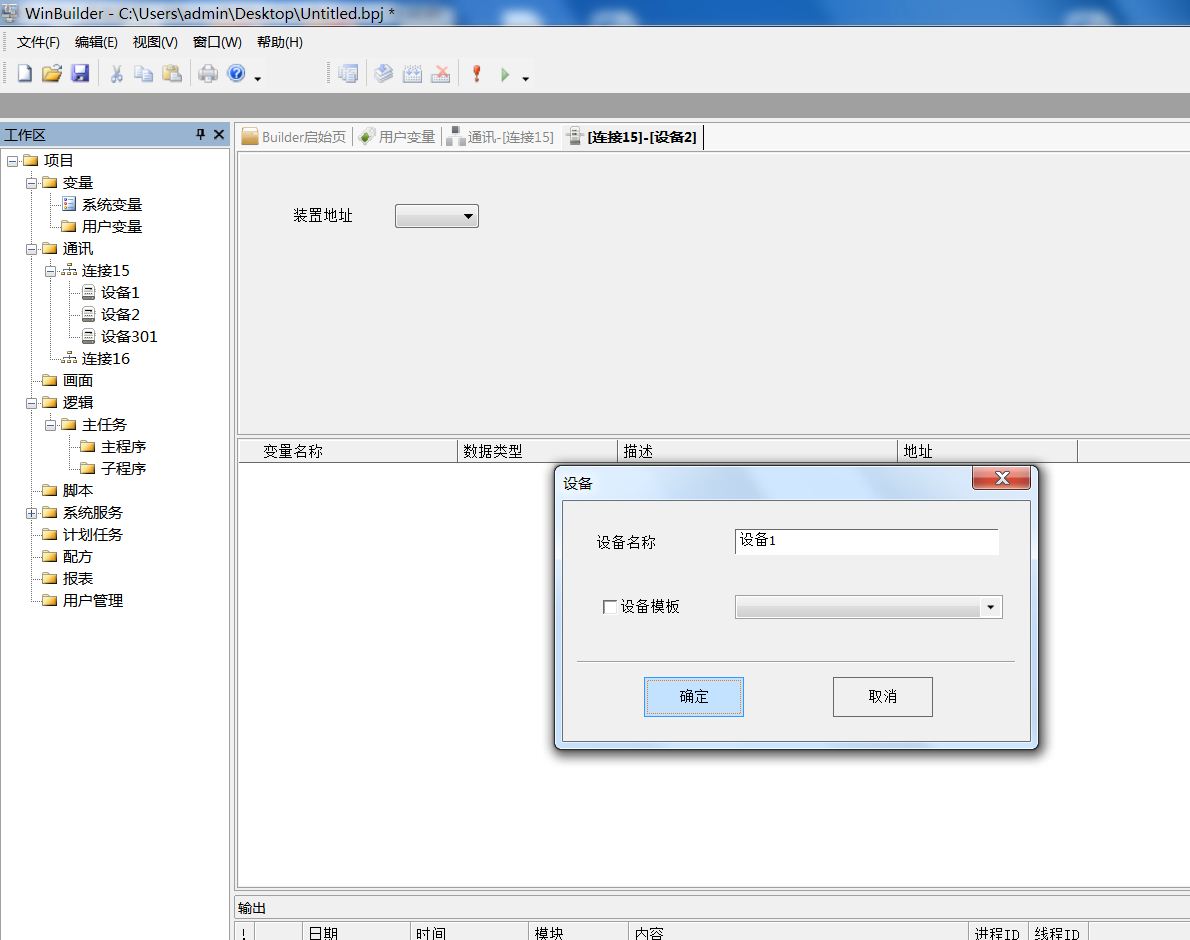 WinBuilder - C:\Users\admin\Desktop\Untitled.bpj *
文件(F) 编辑(E) 视图(V) 窗口(W) 帮助(H)
工作区
项目
变量
系统变量
用户变量
通讯
连接15
设备1
设备2
设备301
连接16
画面
逻辑
主任务
主程序
子程序
脚本
系统服务
计划任务
配方
报表
用户管理
Builder启始页 用户变量 通讯-[连接15] [连接15]-[设备2]
装置地址
变量名称 数据类型 描述 地址
设备
设备名称 设备1
设备模板
确定 取消
输出
! 日期 时间 模块 内容 进程ID 线程ID